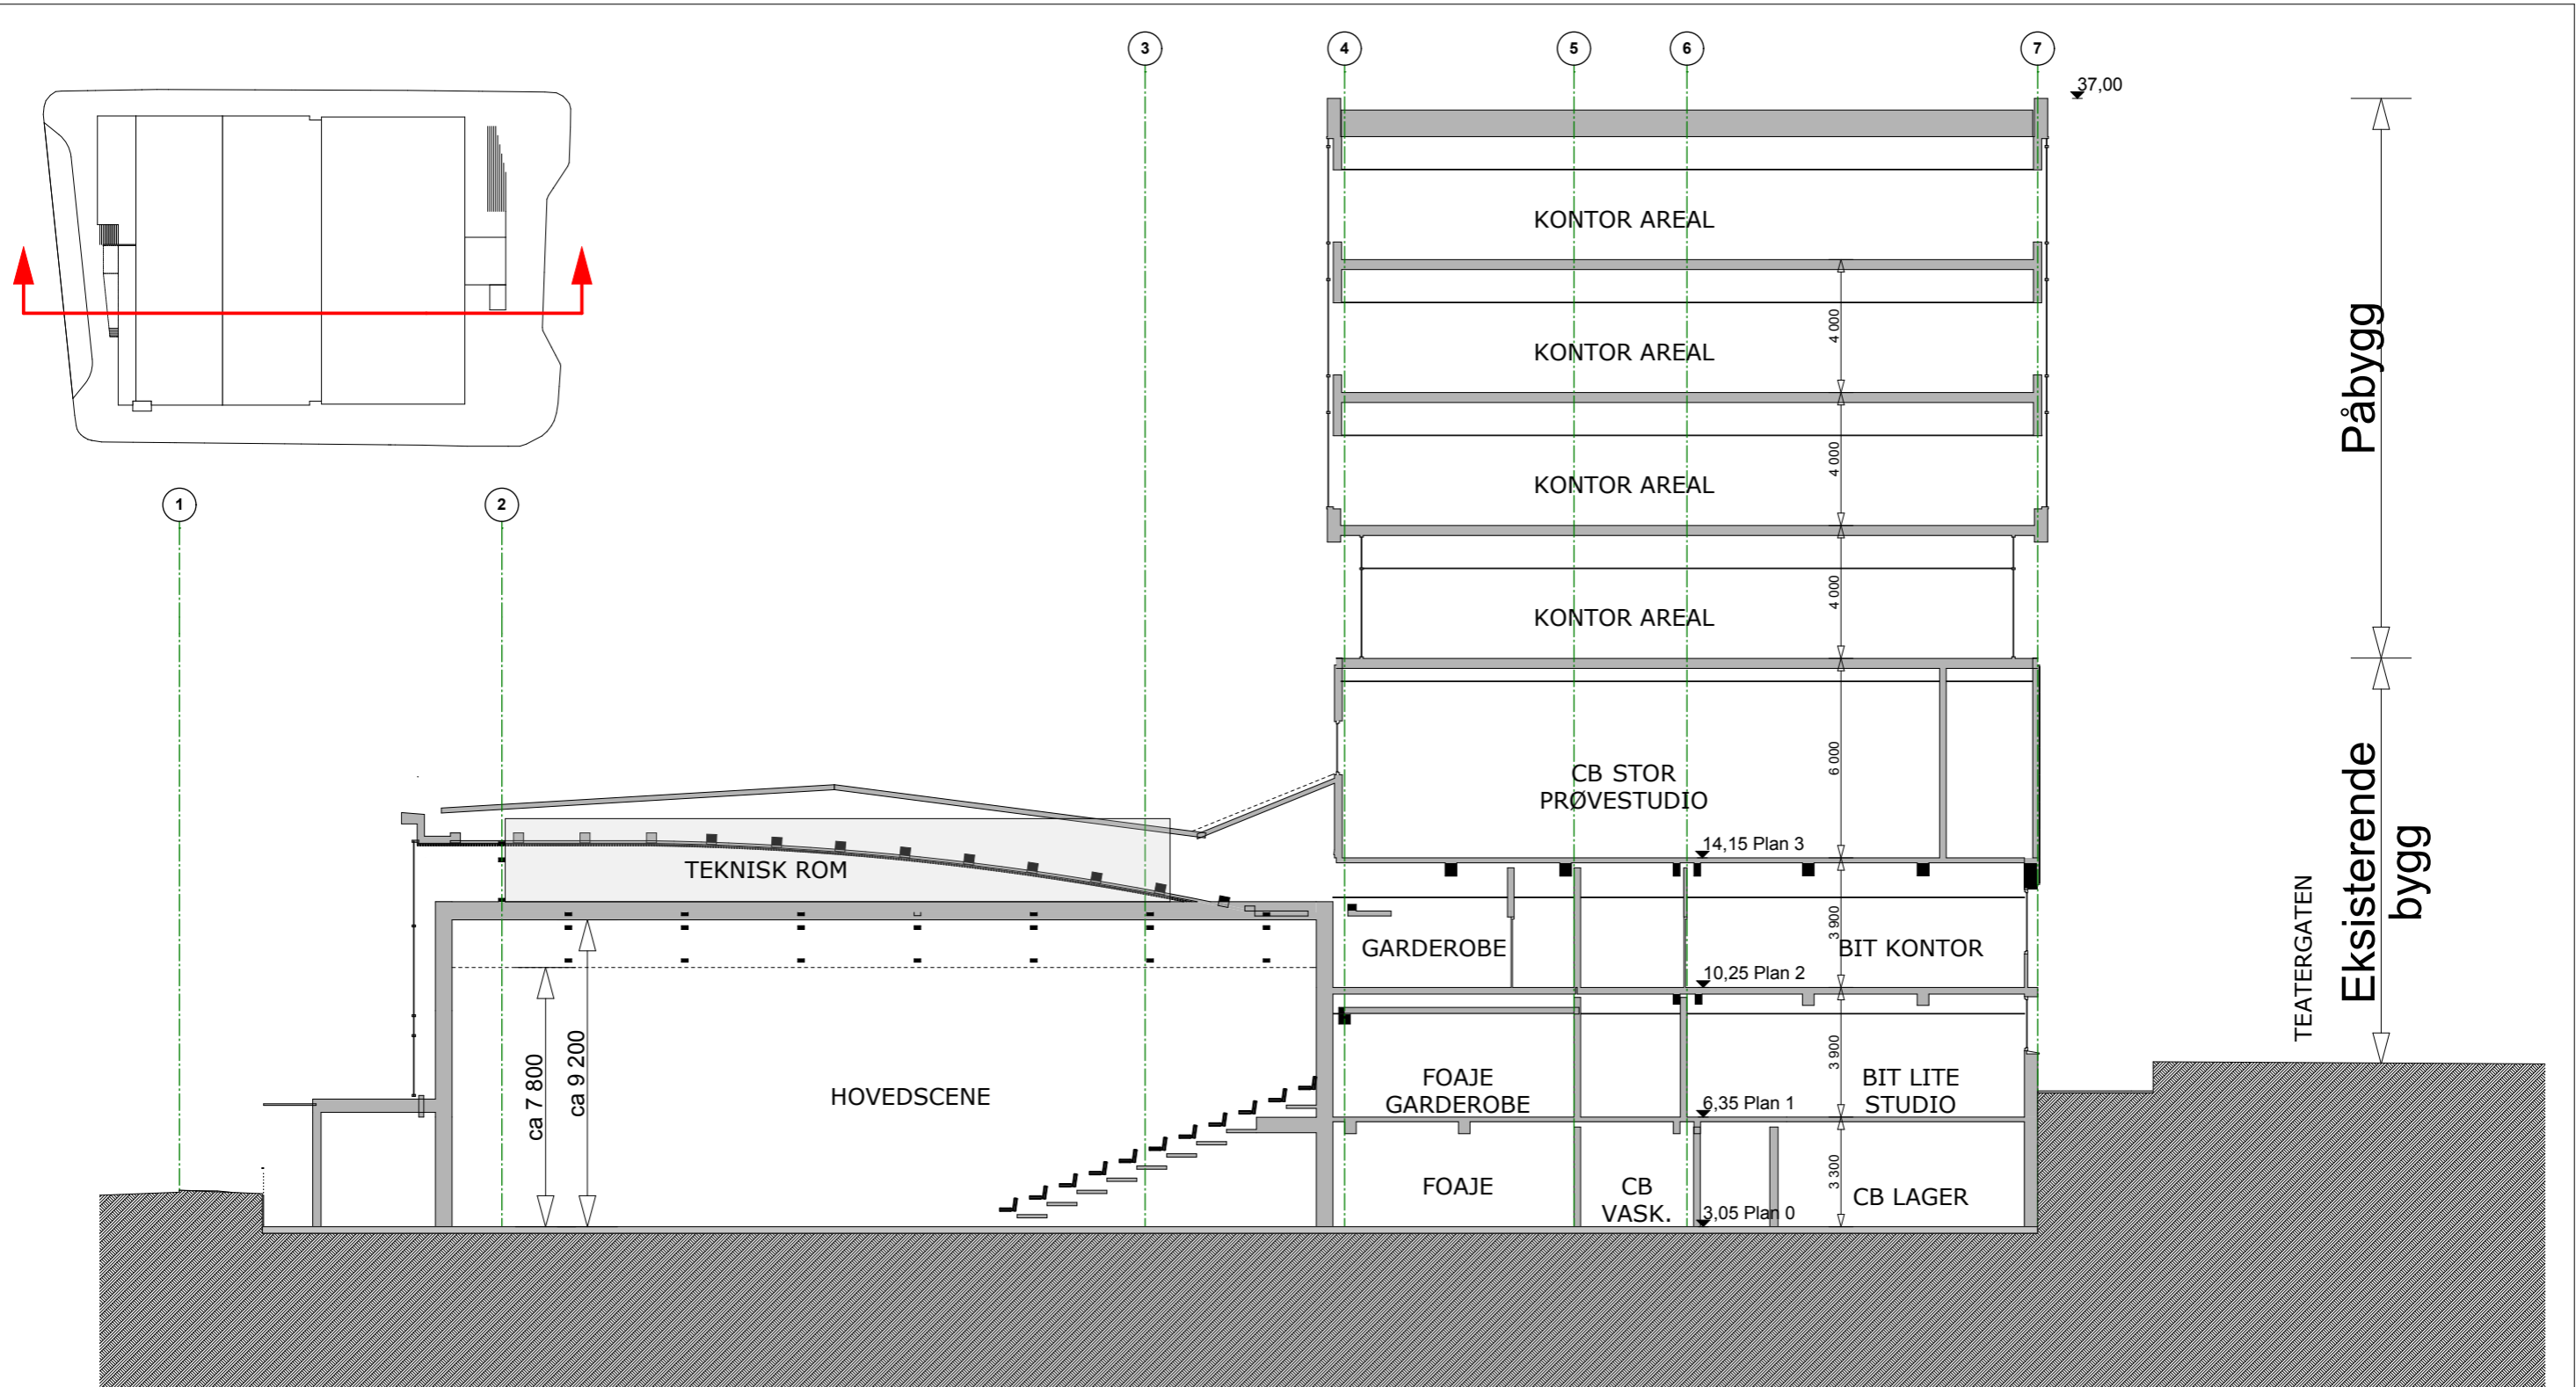 3
4
5
6
7
37,00
KONTOR AREAL
4 000
KONTOR AREAL
Påbygg
4 000
KONTOR AREAL
1
2
4 000
KONTOR AREAL
6 000
CB STOR
PRØVESTUDIO
14,15 Plan 3
TEKNISK ROM
Eksisterende
bygg
TEATERGATEN
3 900
GARDEROBE
BIT KONTOR
10,25 Plan 2
ca 7 800
ca 9 200
HOVEDSCENE
3 900
FOAJE
GARDEROBE
BIT LITE
STUDIO
6,35 Plan 1
3 300
FOAJE
CB
VASK.
CB LAGER
3,05 Plan 0